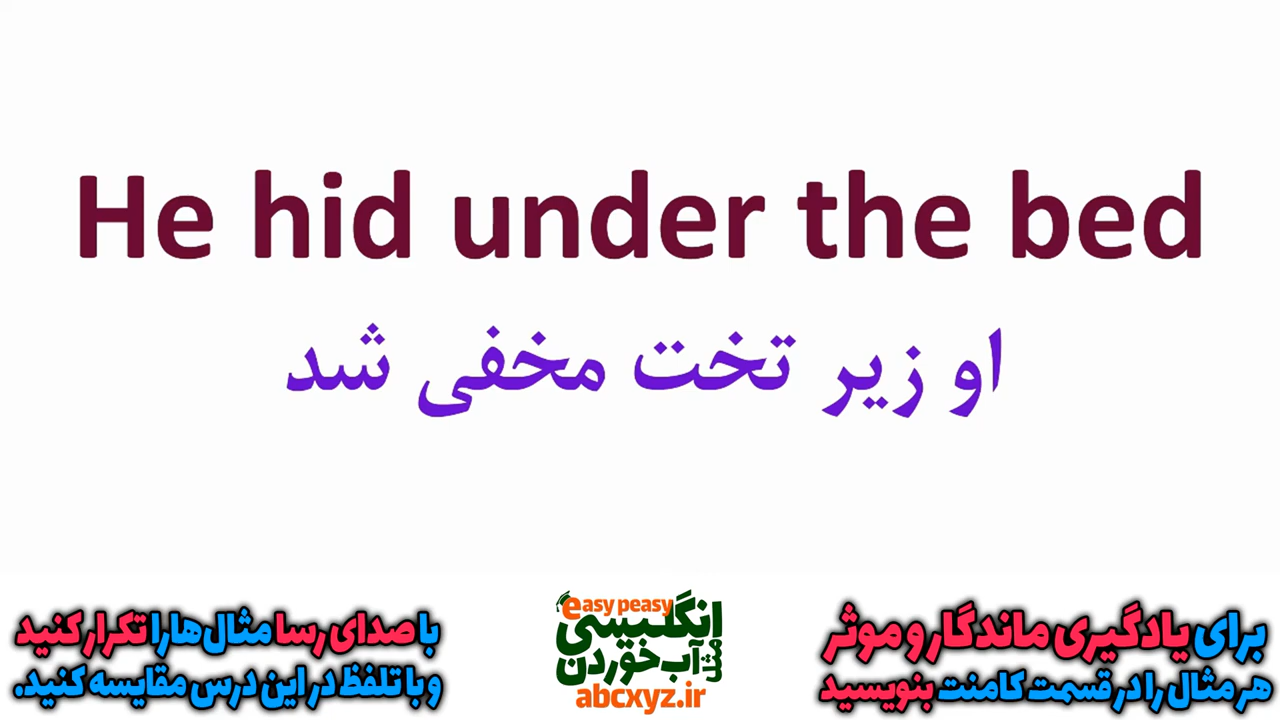 He hid under the bed
او زیر تخت مخفی شد
برای یادگیری ماندگار و موثر
هر مثال را در قسمت کامنت بنویسید
easy peasy
انگلیسی
مثل آب خوردن
abcxyz.ir
با صدای رسا مثال‌ها را تکرار کنید
و با تلفظ در این درس مقایسه کنید.